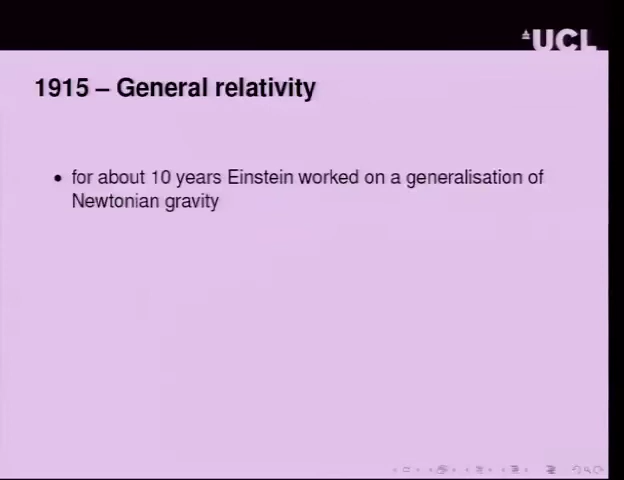 UCL
1915 – General relativity
• for about 10 years Einstein worked on a generalisation of
Newtonian gravity